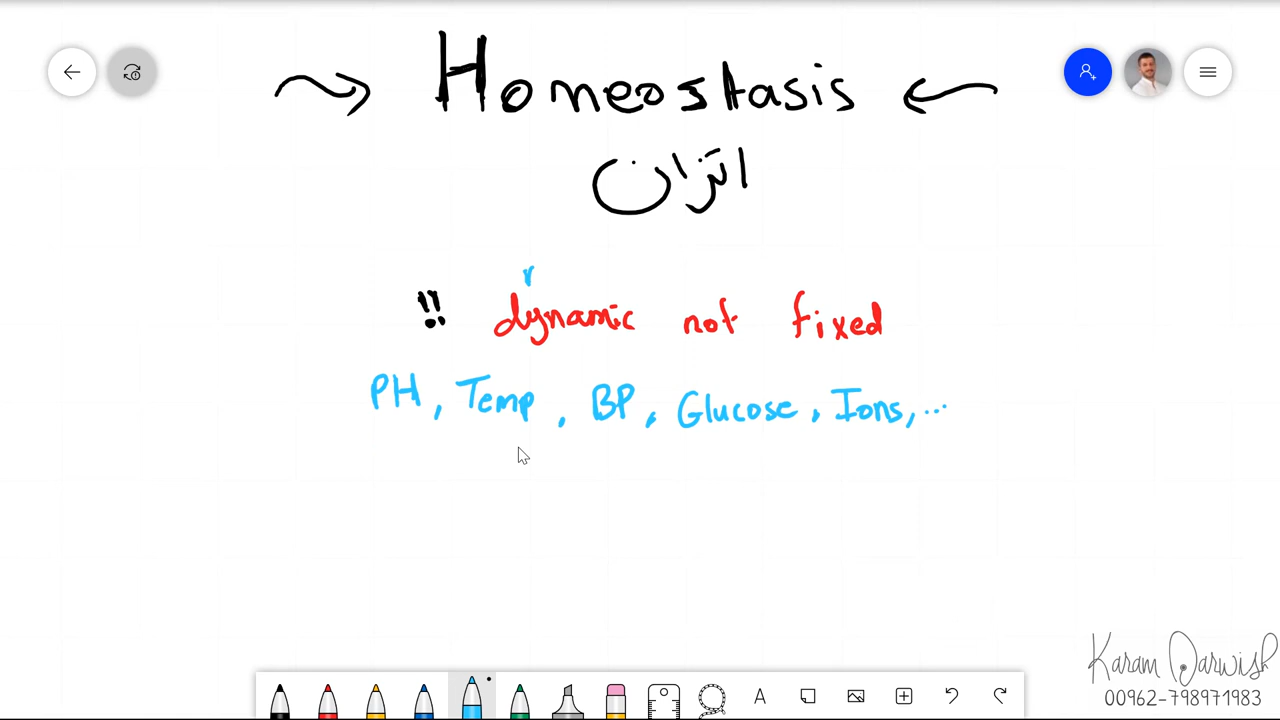 Homeostasis
اتزان
!! dynamic not fixed
PH, Temp, BP, Glucose, Ions, ...
A
Karam Darwish
00962-798971983